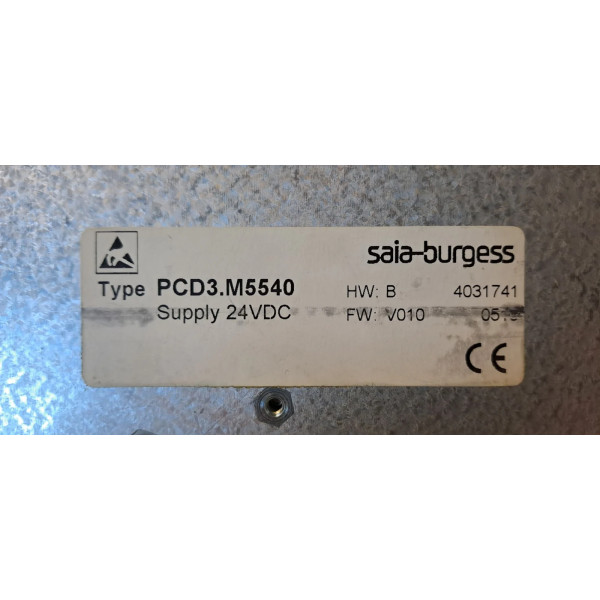 saia-burgess
Type PCD3.M5540 HW: B 4031741
Supply 24VDC FW: V010
CE